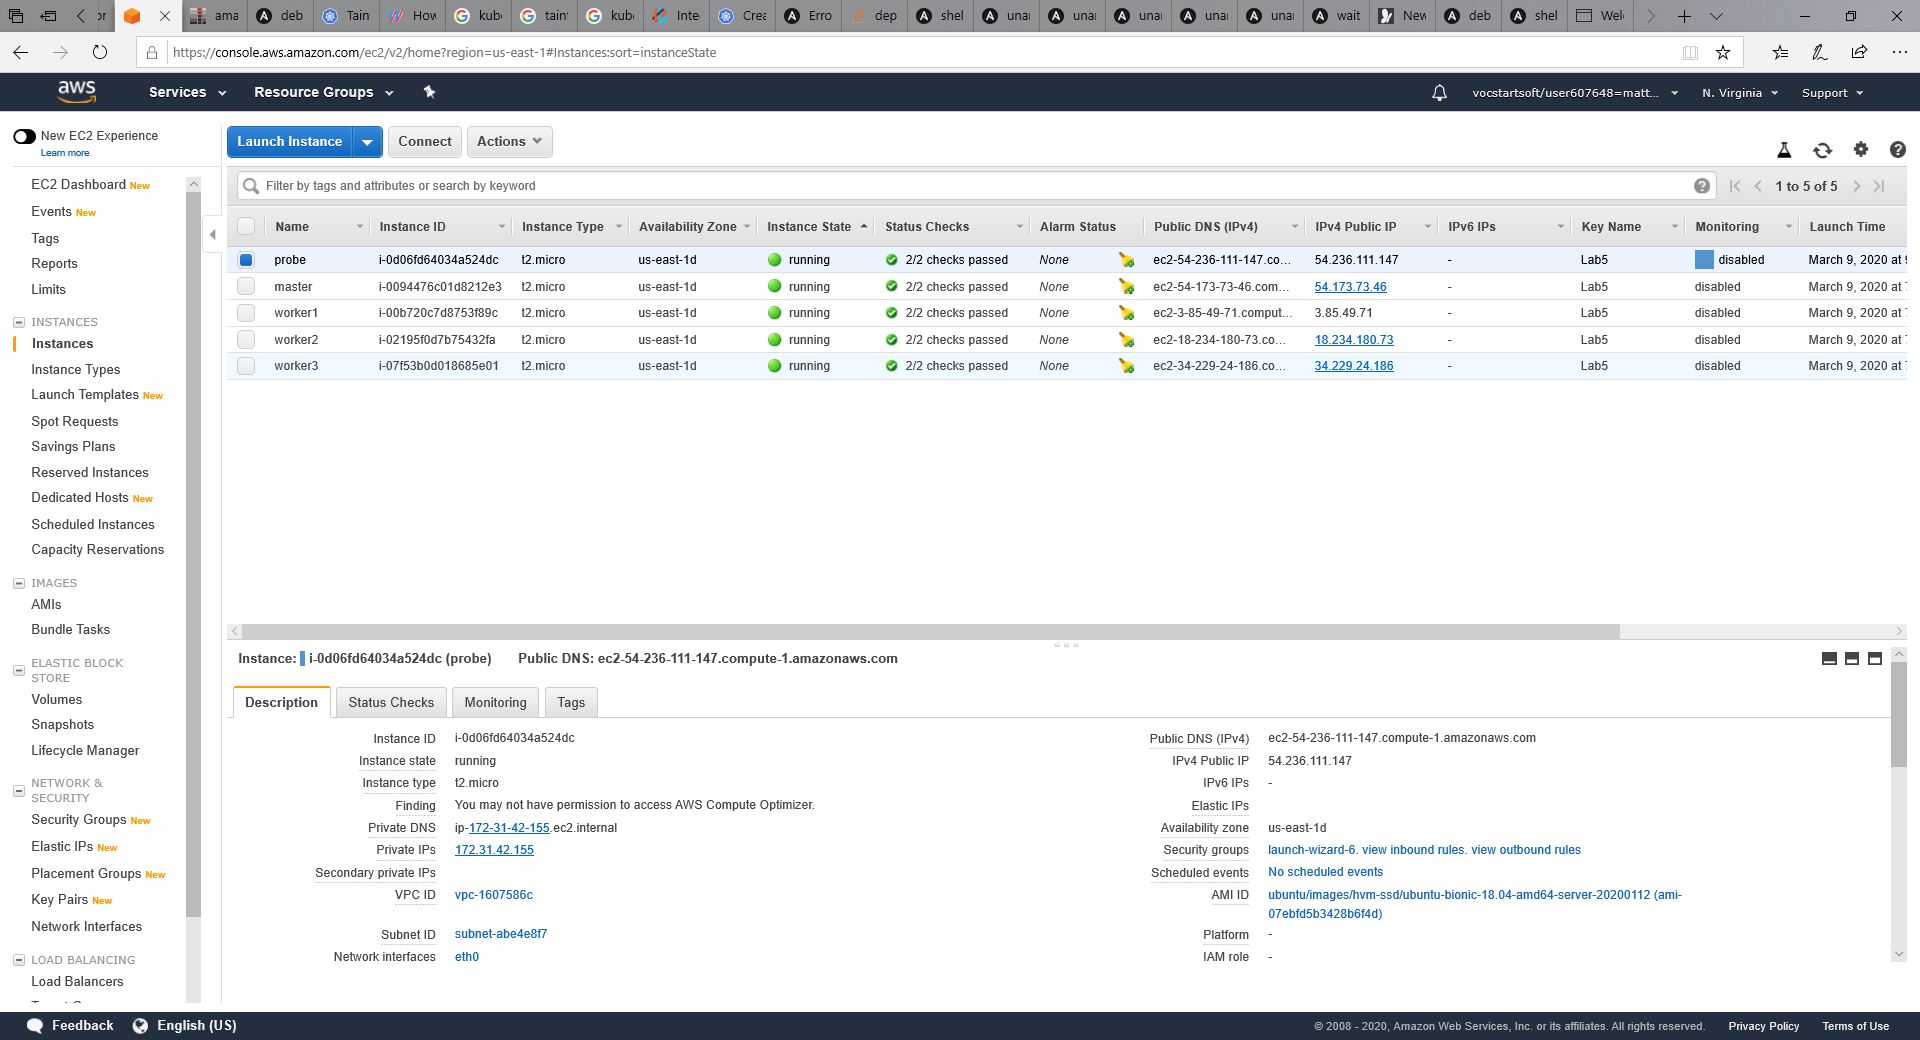 ama
deb
Tain
How
kub
tain
kub
Inte
Crea
Erro
dep
shel
unar
unar
unar
unar
unar
wait
New
deb
shel
Wel
https://console.aws.amazon.com/ec2/v2/home?region=us-east-1#Instances:sort=instanceState
aws Services Resource Groups vocstartsoft/user607648=matt... N. Virginia Support
New EC2 Experience
Learn more
EC2 Dashboard New
Events New
Tags
Reports
Limits
INSTANCES
Instances
Instance Types
Launch Templates New
Spot Requests
Savings Plans
Reserved Instances
Dedicated Hosts New
Scheduled Instances
Capacity Reservations
IMAGES
AMIs
Bundle Tasks
ELASTIC BLOCK
STORE
Volumes
Snapshots
Lifecycle Manager
NETWORK &
SECURITY
Security Groups New
Elastic IPs New
Placement Groups New
Key Pairs New
Network Interfaces
LOAD BALANCING
Load Balancers
Launch Instance Connect Actions
Filter by tags and attributes or search by keyword 1 to 5 of 5
Name Instance ID Instance Type Availability Zone Instance State Status Checks Alarm Status Public DNS (IPv4) IPv4 Public IP IPv6 IPs Key Name Monitoring Launch Time
probe i-0d06fd64034a524dc t2.micro us-east-1d running 2/2 checks passed None ec2-54-236-111-147.co... 54.236.111.147 - Lab5 disabled March 9, 2020 at
master i-0094476c01d8212e3 t2.micro us-east-1d running 2/2 checks passed None ec2-54-173-73-46.com... 54.173.73.46 - Lab5 disabled March 9, 2020 at
worker1 i-00b720c7d8753f89c t2.micro us-east-1d running 2/2 checks passed None ec2-3-85-49-71.comput... 3.85.49.71 - Lab5 disabled March 9, 2020 at
worker2 i-02195f0d7b75432fa t2.micro us-east-1d running 2/2 checks passed None ec2-18-234-180-73.co... 18.234.180.73 - Lab5 disabled March 9, 2020 at
worker3 i-07f53b0d018685e01 t2.micro us-east-1d running 2/2 checks passed None ec2-34-229-24-186.co... 34.229.24.186 - Lab5 disabled March 9, 2020 at
Instance: i-0d06fd64034a524dc (probe) Public DNS: ec2-54-236-111-147.compute-1.amazonaws.com
Description Status Checks Monitoring Tags
Instance ID i-0d06fd64034a524dc
Instance state running
Instance type t2.micro
Finding You may not have permission to access AWS Compute Optimizer.
Private DNS ip-172-31-42-155.ec2.internal
Private IPs 172.31.42.155
Secondary private IPs
VPC ID vpc-1607586c
Subnet ID subnet-abe4e8f7
Network interfaces eth0
Public DNS (IPv4) ec2-54-236-111-147.compute-1.amazonaws.com
IPv4 Public IP 54.236.111.147
IPv6 IPs -
Elastic IPs
Availability zone us-east-1d
Security groups launch-wizard-6. view inbound rules. view outbound rules
Scheduled events No scheduled events
AMI ID ubuntu/images/hvm-ssd/ubuntu-bionic-18.04-amd64-server-20200112 (ami-
07ebfd5b3428b6f4d)
Platform -
IAM role -
Feedback English (US) © 2008 - 2020, Amazon Web Services, Inc. or its affiliates. All rights reserved. Privacy Policy Terms of Use